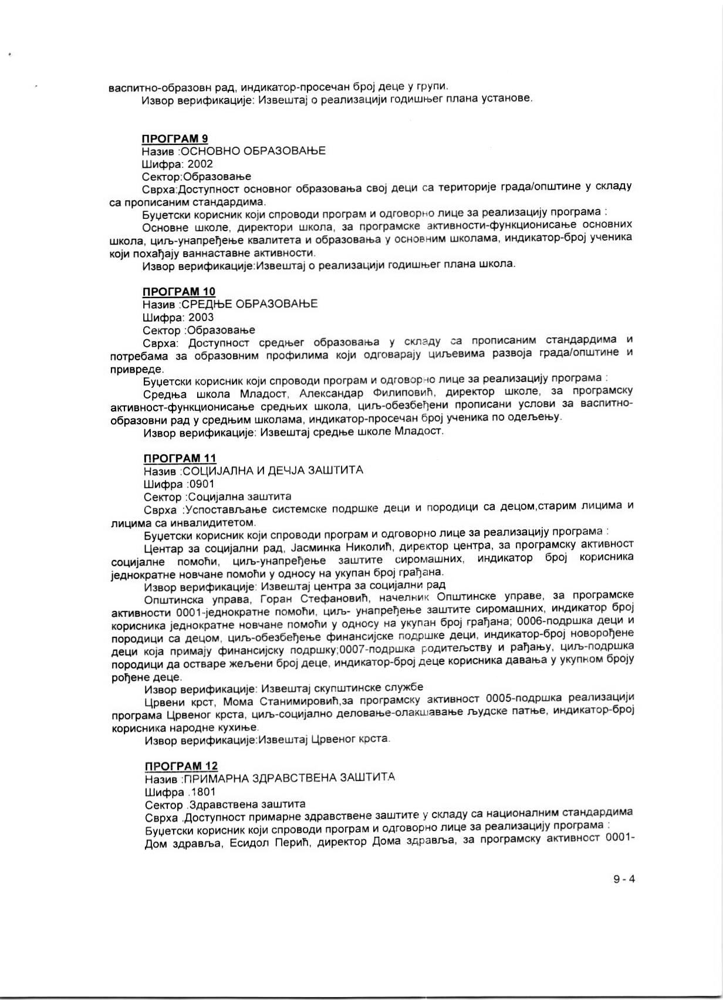 васпитно-образовн рад, индикатор-просечан број деце у групи.
Извор верификације: Извештај о реализацији годишњег плана установе.
ПРОГРАМ 9
Назив :ОСНОВНО ОБРАЗОВАЊЕ
Шифра: 2002
Сектор:Образовање
Сврха:Доступност основног образовања свој деци са територије града/општине у складу
са прописаним стандардима.
Буџетски корисник који спроводи програм и одговорно лице за реализацију програма :
Основне школе, директори школа, за програмске активности-функционисање основних
школа, циљ-унапређење квалитета и образовања у основним школама, индикатор-број ученика
који похађају ваннаставне активности.
Извор верификације:Извештај о реализацији годишњег плана школа.
ПРОГРАМ 10
Назив :СРЕДЊЕ ОБРАЗОВАЊЕ
Шифра: 2003
Сектор :Образовање
Сврха: Доступност средњег образовања у складу са прописаним стандардима и
потребама за образовним профилима који одговарају циљевима развоја града/општине и
привреде.
Буџетски корисник који спроводи програм и одговорно лице за реализацију програма :
Средња школа Младост, Александар Филиповић, директор школе, за програмску
активност-функционисање средњих школа, циљ-обезбеђени прописани услови за васпитно-
образовни рад у средњим школама, индикатор-просечан број ученика по одељењу.
Извор верификације: Извештај средње школе Младост.
ПРОГРАМ 11
Назив :СОЦИЈАЛНА И ДЕЧЈА ЗАШТИТА
Шифра :0901
Сектор :Социјална заштита
Сврха :Успостављање системске подршке деци и породици са децом,старим лицима и
лицима са инвалидитетом.
Буџетски корисник који спроводи програм и одговорно лице за реализацију програма :
Центар за социјални рад, Јасминка Николић, директор центра, за програмску активност
социјалне помоћи, циљ-унапређење заштите сиромашних, индикатор број корисника
једнократне новчане помоћи у односу на укупан број грађана.
Извор верификације: Извештај центра за социјални рад
Општинска управа, Горан Стефановић, начелник Општинске управе, за програмске
активности 0001-једнократне помоћи, циљ- унапређење заштите сиромашних, индикатор број
корисника једнократне новчане помоћи у односу на укупан број грађана; 0006-подршка деци и
породици са децом, циљ-обезбеђење финансијске подршке деци, индикатор-број новорођене
деци која примају финансијску подршку;0007-подршка родитељству и рађању, циљ-подршка
породици да остваре жељени број деце, индикатор-број деце корисника давања у укупном броју
рођене деце.
Извор верификације: Извештај скупштинске службе
Црвени крст, Мома Станимировић,за програмску активност 0005-подршка реализацији
програма Црвеног крста, циљ-социјално деловање-олакшавање људске патње, индикатор-број
корисника народне кухиње.
Извор верификације:Извештај Црвеног крста.
ПРОГРАМ 12
Назив :ПРИМАРНА ЗДРАВСТВЕНА ЗАШТИТА
Шифра .1801
Сектор .Здравствена заштита
Сврха .Доступност примарне здравствене заштите у складу са националним стандардима
Буџетски корисник који спроводи програм и одговорно лице за реализацију програма :
Дом здравља, Есидол Перић, директор Дома здравља, за програмску активност 0001-
9 - 4